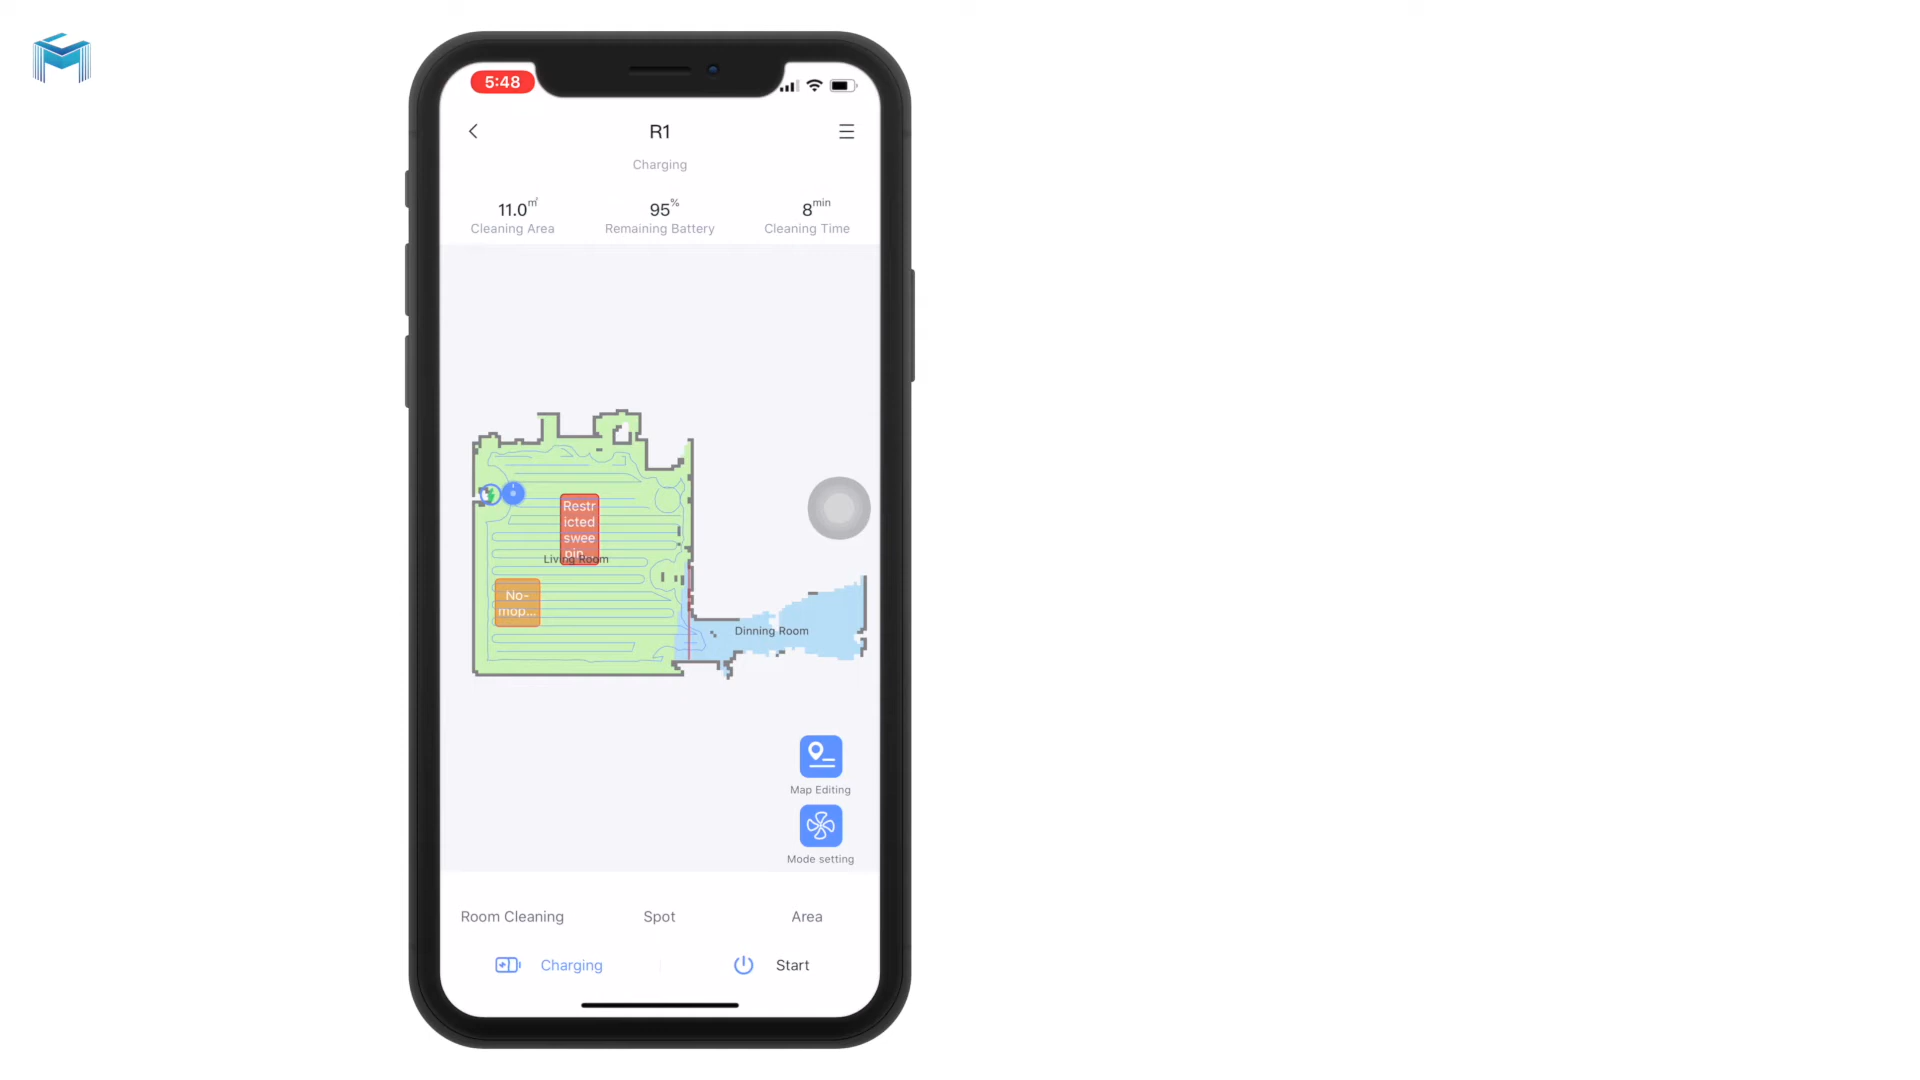 5:48
R1
Charging
11.0㎡ 95% 8min
Cleaning Area Remaining Battery Cleaning Time
Restr
icted
swee
pin
Living Room
No-
mop...
Dinning Room
Map Editing
Mode setting
Room Cleaning Spot Area
Charging Start